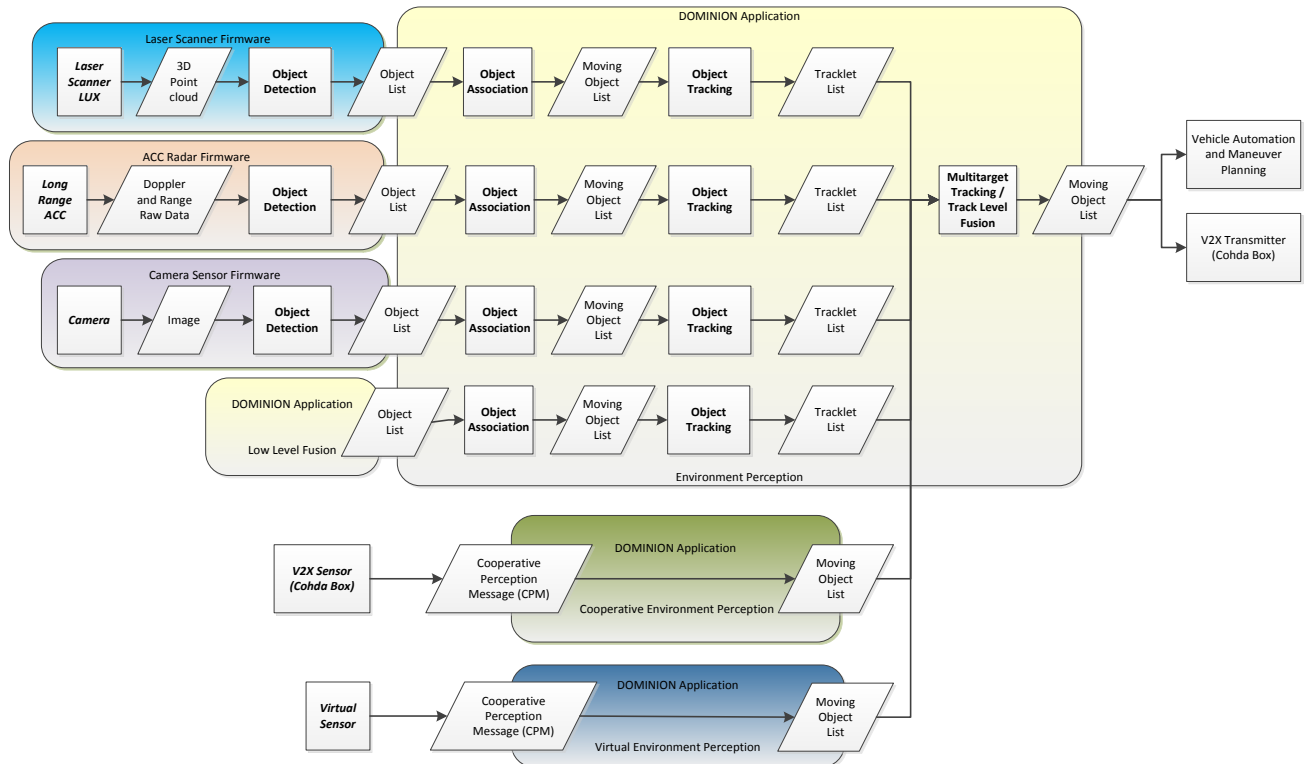 DOMINION Application
Laser Scanner Firmware
Laser
Scanner
LUX
3D
Point
cloud
Object
Detection
Object
List
Object
Association
Moving
Object
List
Object
Tracking
Tracklet
List
ACC Radar Firmware
Long
Range
ACC
Doppler
and Range
Raw Data
Object
Detection
Object
List
Object
Association
Moving
Object
List
Object
Tracking
Tracklet
List
Multitarget
Tracking /
Track Level
Fusion
Moving
Object
List
Vehicle Automation
and Maneuver
Planning
V2X Transmitter
(Cohda Box)
Camera Sensor Firmware
Camera
Image
Object
Detection
Object
List
Object
Association
Moving
Object
List
Object
Tracking
Tracklet
List
DOMINION Application
Low Level Fusion
Object
List
Object
Association
Moving
Object
List
Object
Tracking
Tracklet
List
Environment Perception
V2X Sensor
(Cohda Box)
Cooperative
Perception
Message (CPM)
DOMINION Application
Cooperative Environment Perception
Moving
Object
List
Virtual
Sensor
Cooperative
Perception
Message (CPM)
DOMINION Application
Virtual Environment Perception
Moving
Object
List